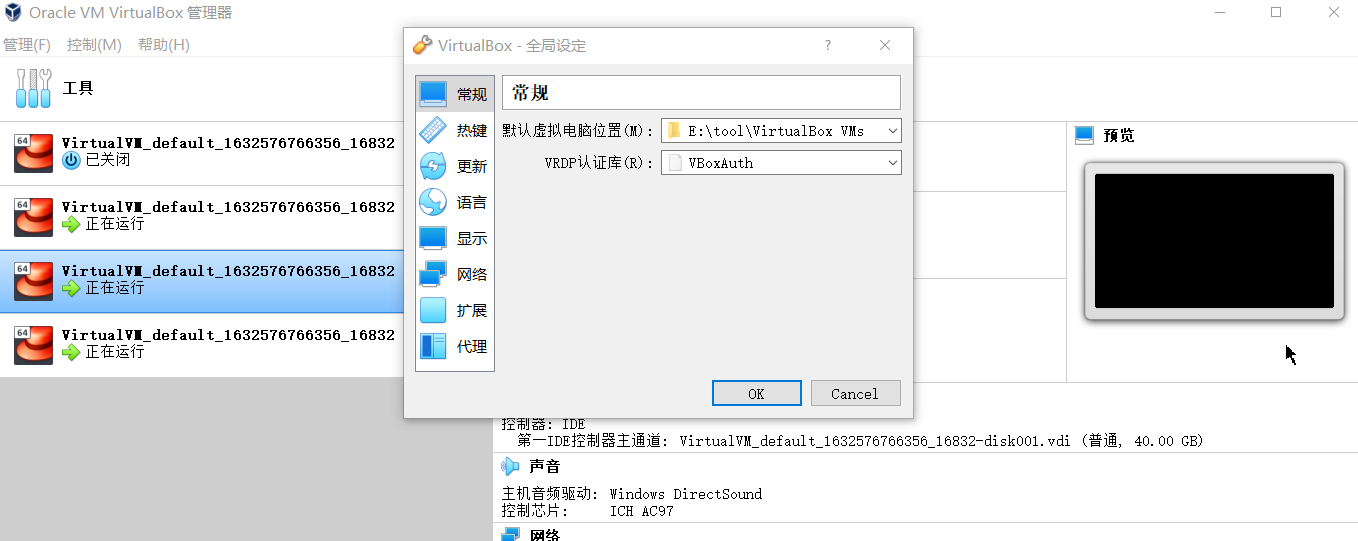 Oracle VM VirtualBox 管理器
管理(F) 控制(M) 帮助(H)
工具
64
VirtualVM_default_1632576766356_16832
已关闭
64
VirtualVM_default_1632576766356_16832
正在运行
64
VirtualVM_default_1632576766356_16832
正在运行
64
VirtualVM_default_1632576766356_16832
正在运行
VirtualBox - 全局设定
?
常规
热键
更新
语言
显示
网络
扩展
代理
常规
默认虚拟电脑位置(M): E:\tool\VirtualBox VMs
VRDP认证库(R): VBoxAuth
OK Cancel
预览
控制器: IDE
第一IDE控制器主通道: VirtualVM_default_1632576766356_16832-disk001.vdi (普通, 40.00 GB)
声音
主机音频驱动: Windows DirectSound
控制芯片: ICH AC97
网络